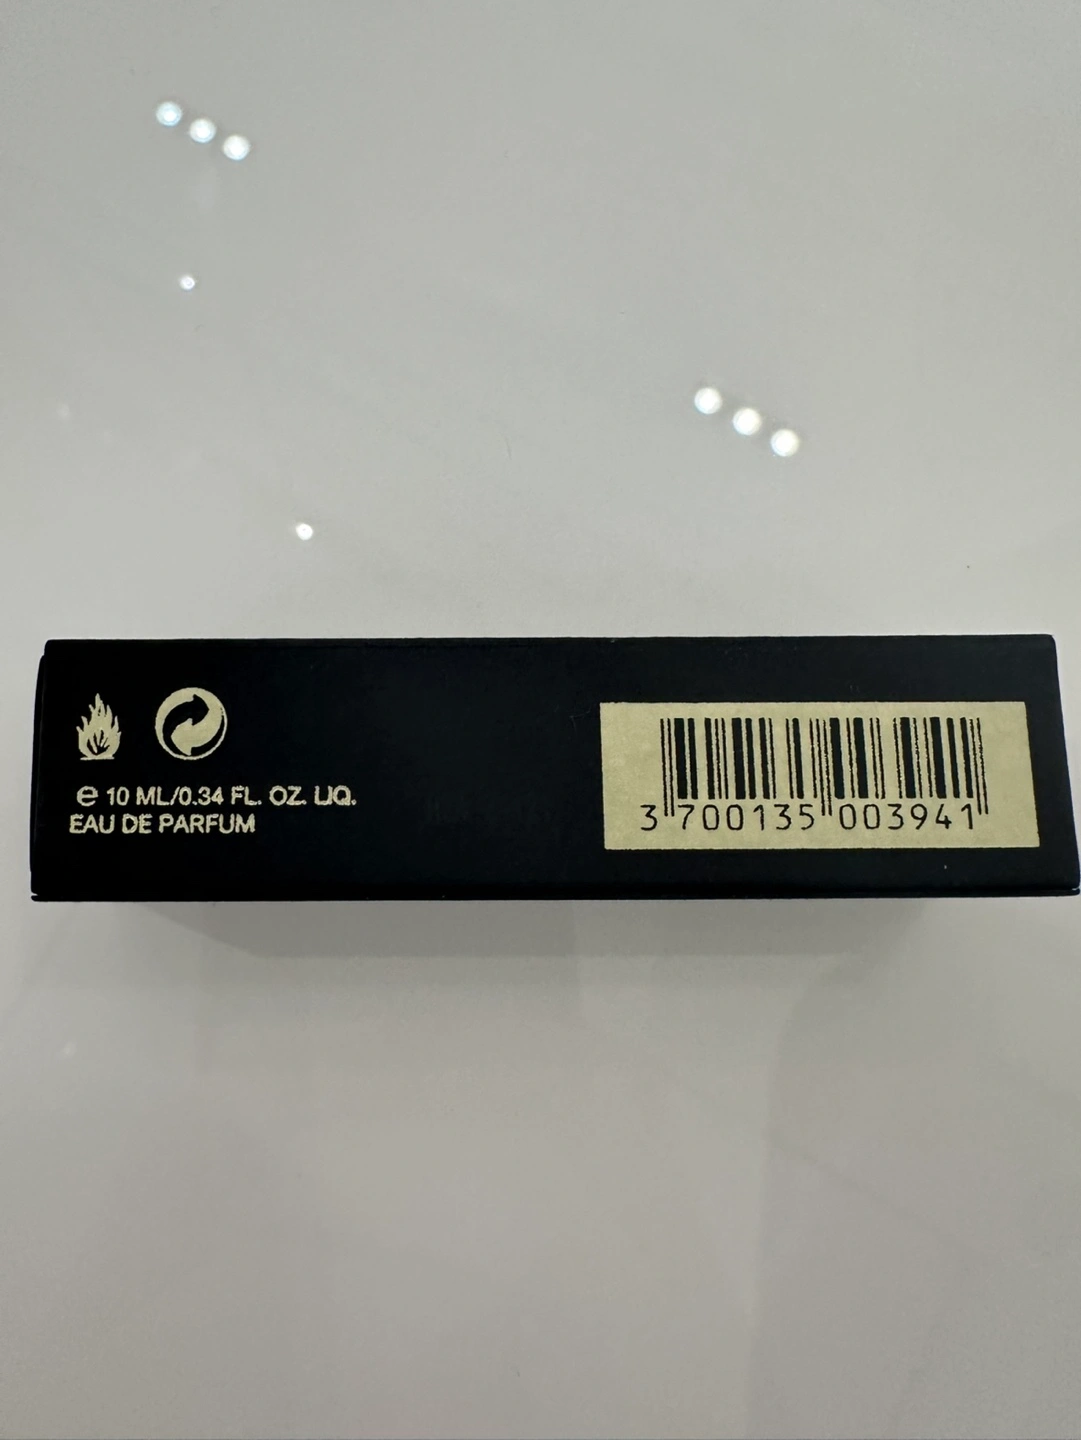 ℮ 10 ML/0.34 FL. OZ. LIQ.
EAU DE PARFUM
3 700135 003941